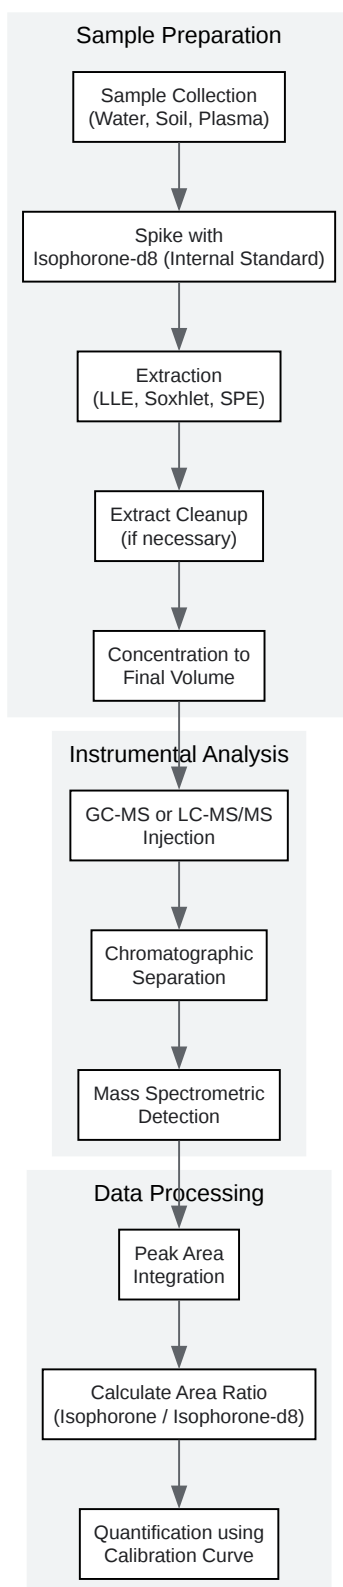 Sample Preparation
Sample Collection
(Water, Soil, Plasma)
Spike with
Isophorone-d8 (Internal Standard)
Extraction
(LLE, Soxhlet, SPE)
Extract Cleanup
(if necessary)
Concentration to
Final Volume
Instrumental Analysis
GC-MS or LC-MS/MS
Injection
Chromatographic
Separation
Mass Spectrometric
Detection
Data Processing
Peak Area
Integration
Calculate Area Ratio
(Isophorone / Isophorone-d8)
Quantification using
Calibration Curve